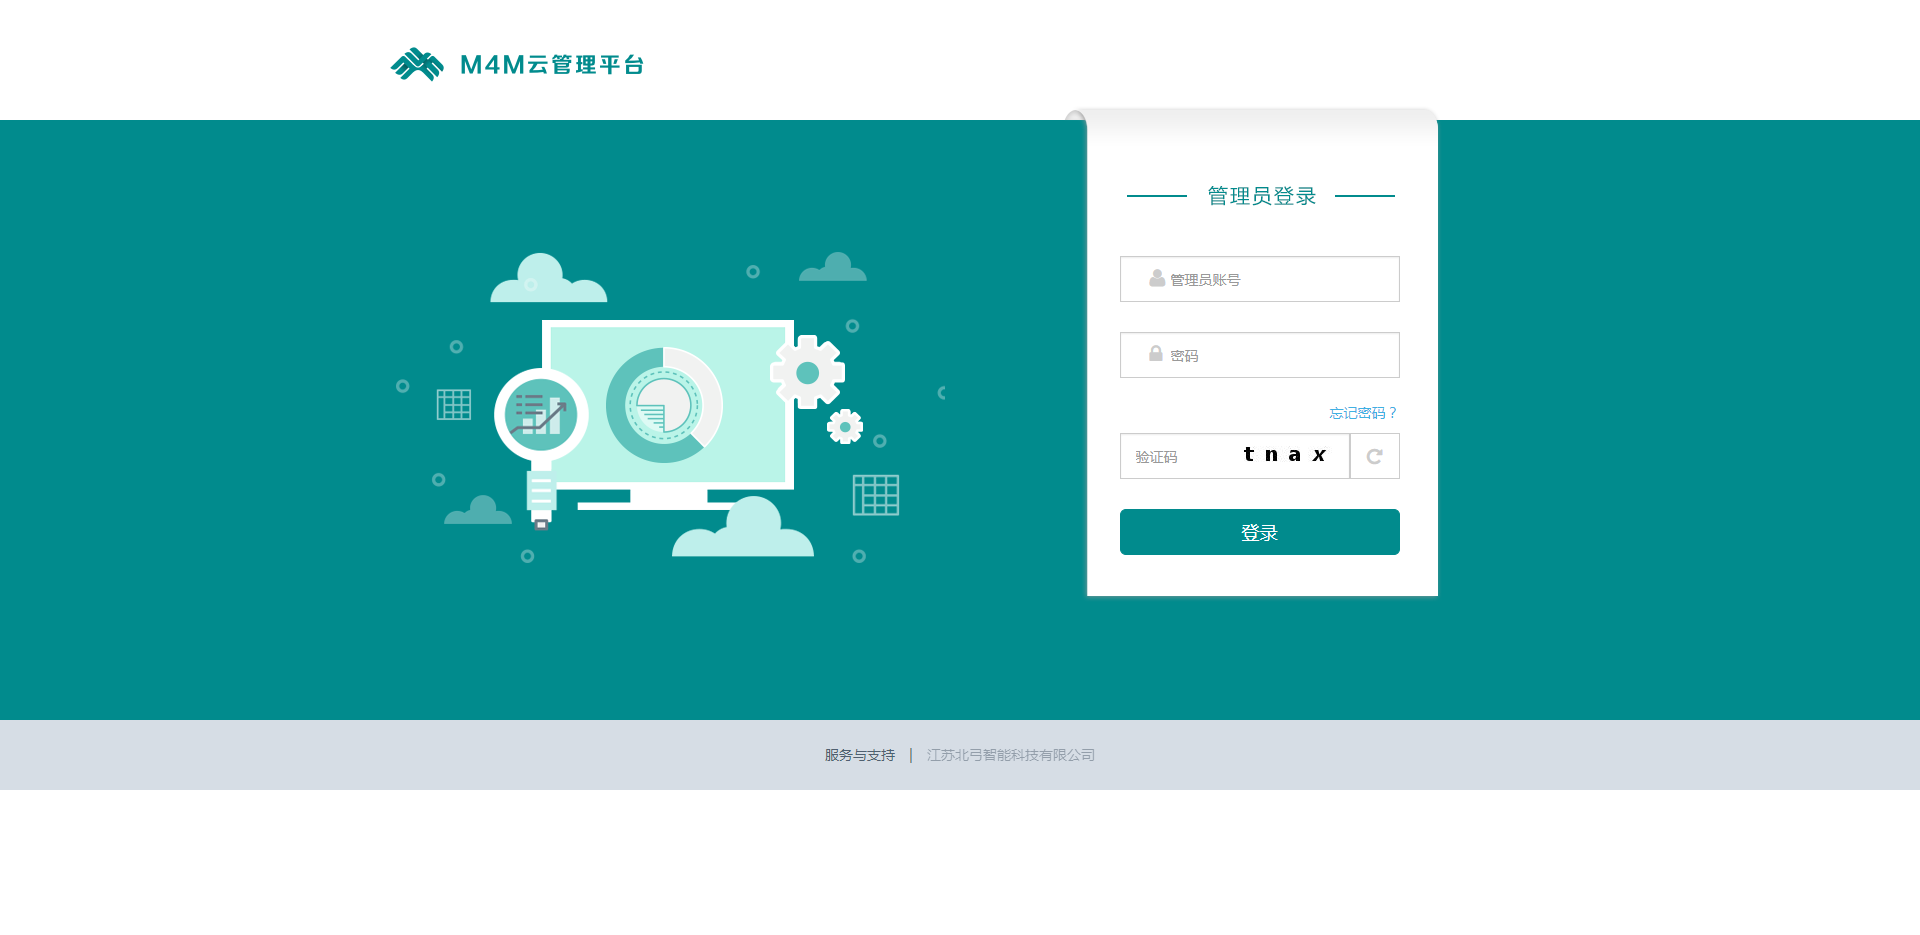 M4M云管理平台
管理员登录
管理员账号
密码
忘记密码？
验证码
tnax
登录
服务与支持 | 江苏北弓智能科技有限公司